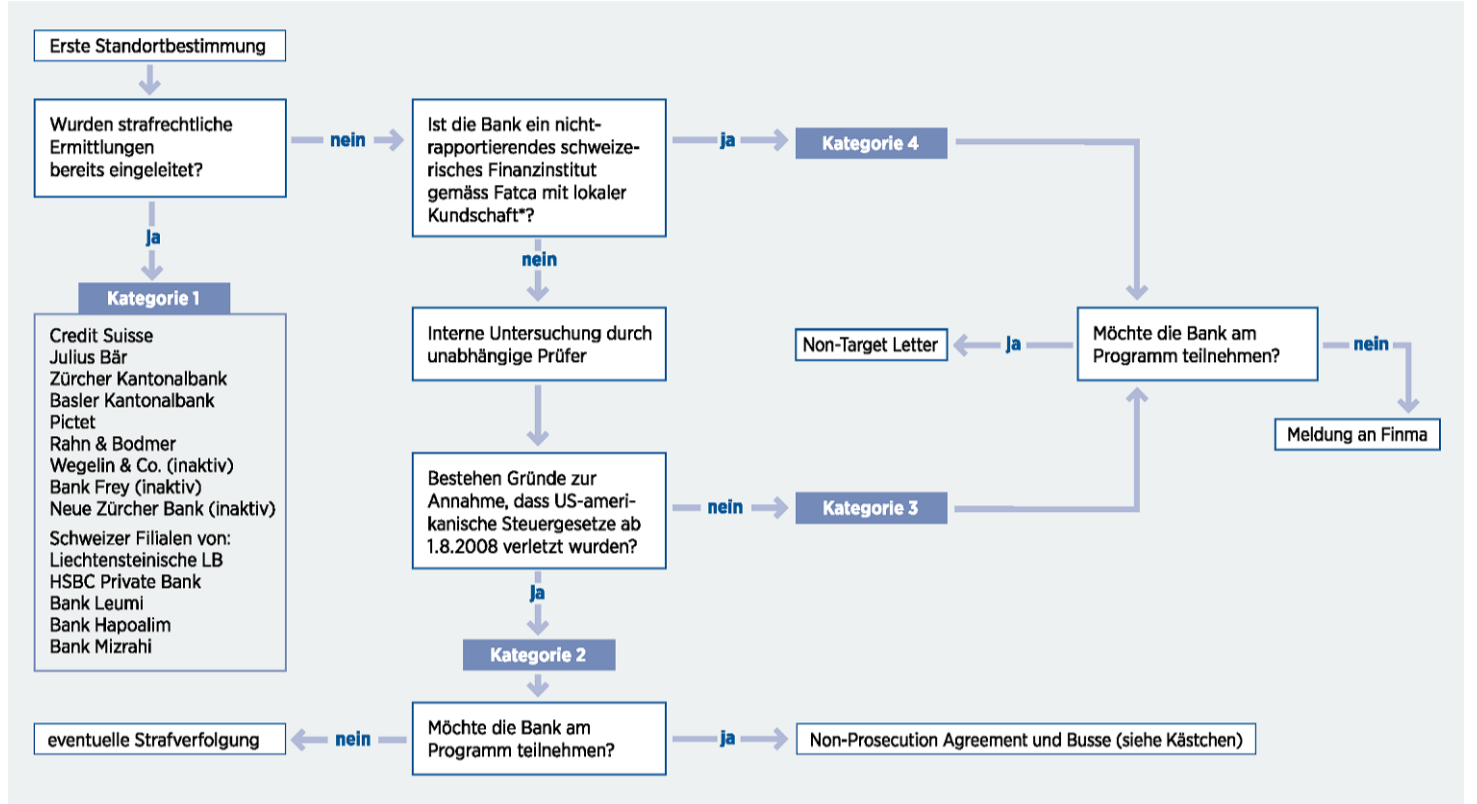 Erste Standortbestimmung
Wurden strafrechtliche
Ermittlungen
bereits eingeleitet?
nein
Ist die Bank ein nicht-
rapportierendes schweize-
risches Finanzinstitut
gemäss Fatca mit lokaler
Kundschaft*?
ja
Kategorie 4
Ja
nein
Kategorie 1
Credit Suisse
Julius Bär
Zürcher Kantonalbank
Basler Kantonalbank
Pictet
Rahn & Bodmer
Wegelin & Co. (inaktiv)
Bank Frey (inaktiv)
Neue Zürcher Bank (inaktiv)
Schweizer Filialen von:
Liechtensteinische LB
HSBC Private Bank
Bank Leumi
Bank Hapoalim
Bank Mizrahi
Interne Untersuchung durch
unabhängige Prüfer
Non-Target Letter
ja
Möchte die Bank am
Programm teilnehmen?
nein
Meldung an Finma
Bestehen Gründe zur
Annahme, dass US-ameri-
kanische Steuergesetze ab
1.8.2008 verletzt wurden?
nein
Kategorie 3
Ja
Kategorie 2
eventuelle Strafverfolgung
nein
Möchte die Bank am
Programm teilnehmen?
ja
Non-Prosecution Agreement und Busse (siehe Kästchen)